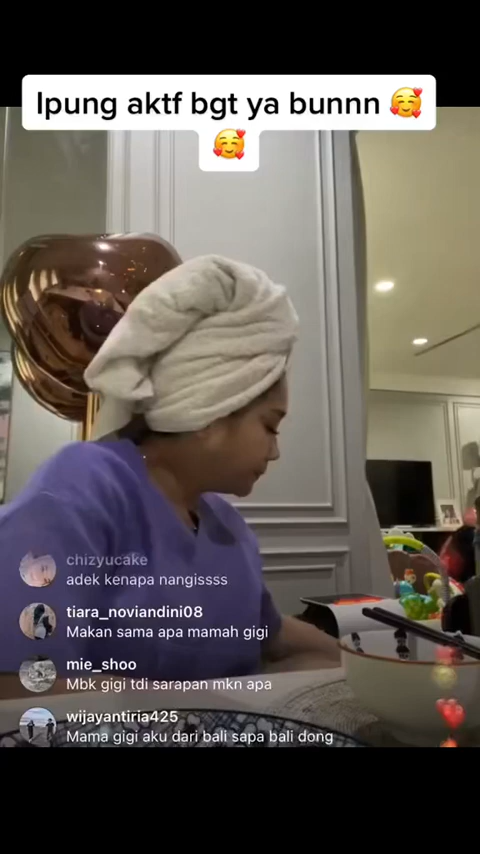 Ipung aktf bgt ya bunnn 🥰
🥰
chizyucake
adek kenapa nangissss
tiara_noviandini08
Makan sama apa mamah gigi
mie_shoo
Mbk gigi tdi sarapan mkn apa
wijayantiria425
Mama gigi aku dari bali sapa bali dong